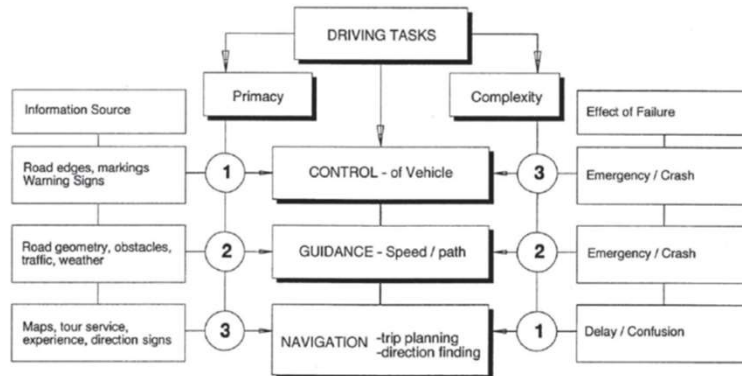 DRIVING TASKS
Primacy
Complexity
Information Source
Effect of Failure
Road edges, markings
Warning Signs
1
CONTROL - of Vehicle
3
Emergency / Crash
Road geometry, obstacles,
traffic, weather
2
GUIDANCE - Speed / path
2
Emergency / Crash
Maps, tour service,
experience, direction signs
3
NAVIGATION -trip planning
-direction finding
1
Delay / Confusion